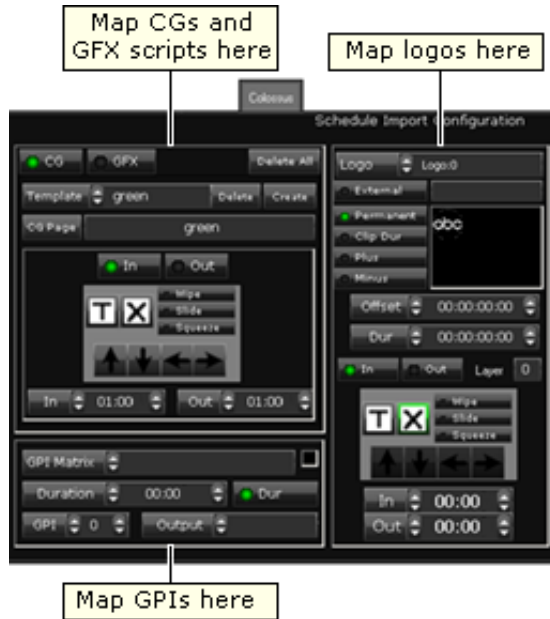 Map CGs and
GFX scripts here
Map logos here
Colossus
Schedule Import Configuration
CG GFX Delete All
Template green Delete Create
CG Page green
In Out
Wipe
T X Slide
Squeeze
In 01:00 Out 01:00
GPI Matrix
Duration 00:00 Dur
GPI 0 Output
Logo Logo:0
External
Permanent abc
Clip Dur
Plus
Minus
Offset 00:00:00:00
Dur 00:00:00:00
In Out Layer 0
Wipe
T X Slide
Squeeze
In 00:00
Out 00:00
Map GPIs here